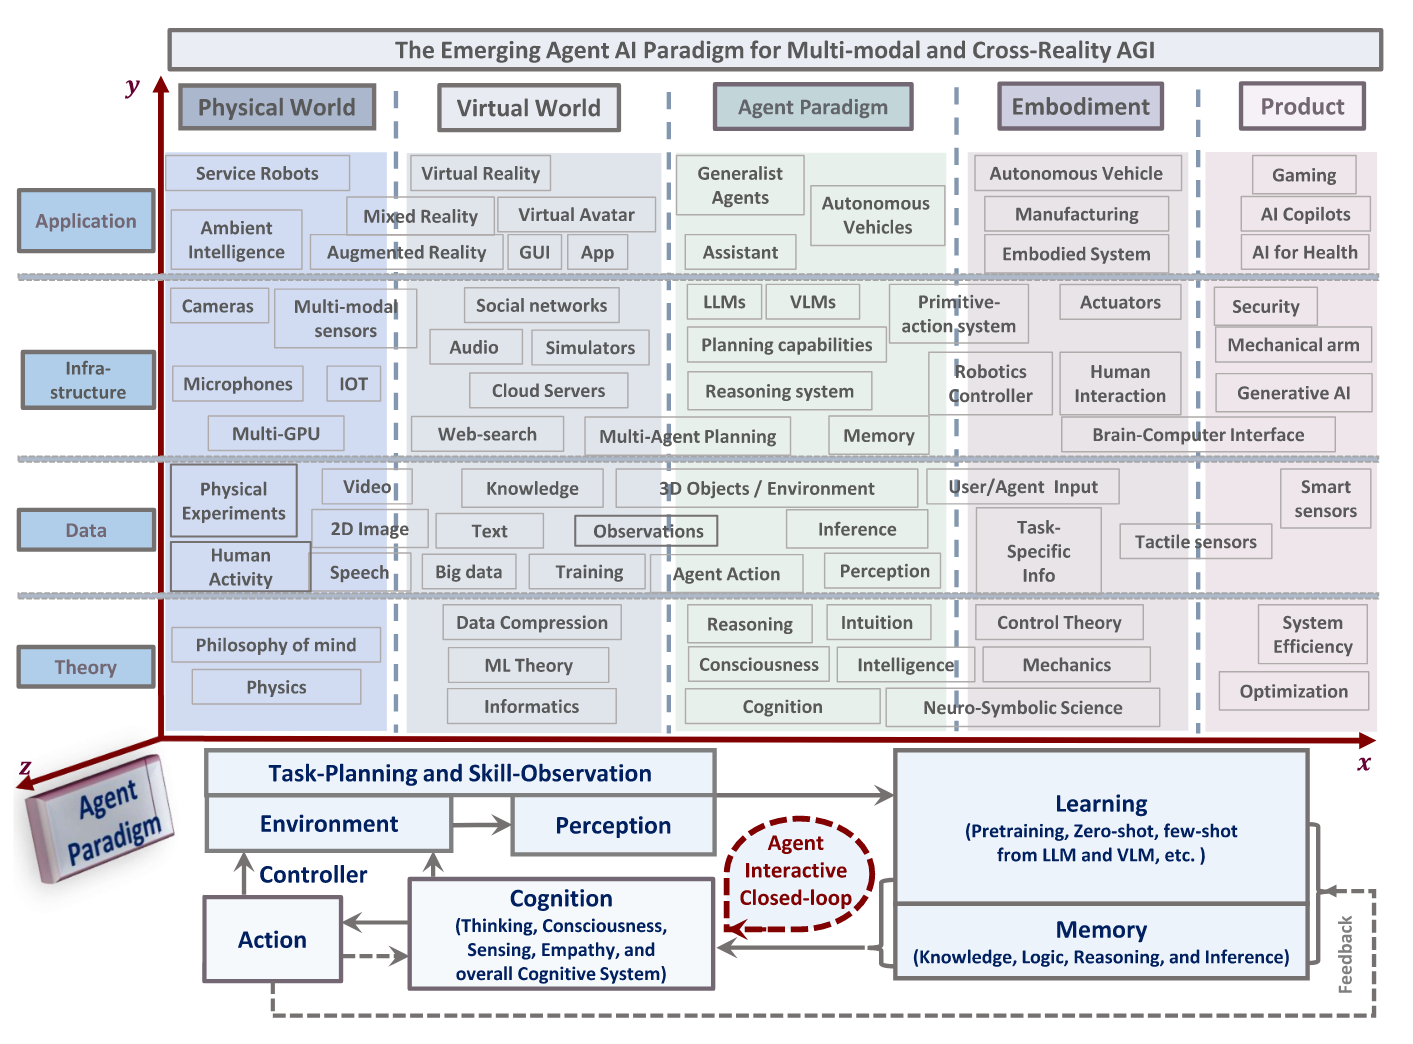 The Emerging Agent AI Paradigm for Multi-modal and Cross-Reality AGI
y
Physical World
Virtual World
Agent Paradigm
Embodiment
Product
Application
Service Robots
Ambient
Intelligence
Mixed Reality
Augmented Reality
Virtual Reality
Virtual Avatar
GUI
App
Generalist
Agents
Autonomous
Vehicles
Assistant
Autonomous Vehicle
Manufacturing
Embodied System
Gaming
AI Copilots
AI for Health
Infra-
structure
Cameras
Multi-modal
sensors
Microphones
IOT
Multi-GPU
Social networks
Audio
Simulators
Cloud Servers
Web-search
Multi-Agent Planning
LLMs
VLMs
Planning capabilities
Reasoning system
Memory
Primitive-
action system
Robotics
Controller
Actuators
Human
Interaction
Brain-Computer Interface
Security
Mechanical arm
Generative AI
Data
Physical
Experiments
Human
Activity
Video
2D Image
Speech
Knowledge
Text
Big data
Training
Observations
3D Objects / Environment
Inference
Agent Action
Perception
User/Agent Input
Task-
Specific
Info
Tactile sensors
Smart
sensors
Theory
Philosophy of mind
Physics
Data Compression
ML Theory
Informatics
Reasoning
Intuition
Consciousness
Intelligence
Cognition
Control Theory
Mechanics
Neuro-Symbolic Science
System
Efficiency
Optimization
z
x
Agent
Paradigm
Task-Planning and Skill-Observation
Environment
Perception
Controller
Action
Cognition
(Thinking, Consciousness,
Sensing, Empathy, and
overall Cognitive System)
Agent
Interactive
Closed-loop
Learning
(Pretraining, Zero-shot, few-shot
from LLM and VLM, etc. )
Memory
(Knowledge, Logic, Reasoning, and Inference)
Feedback